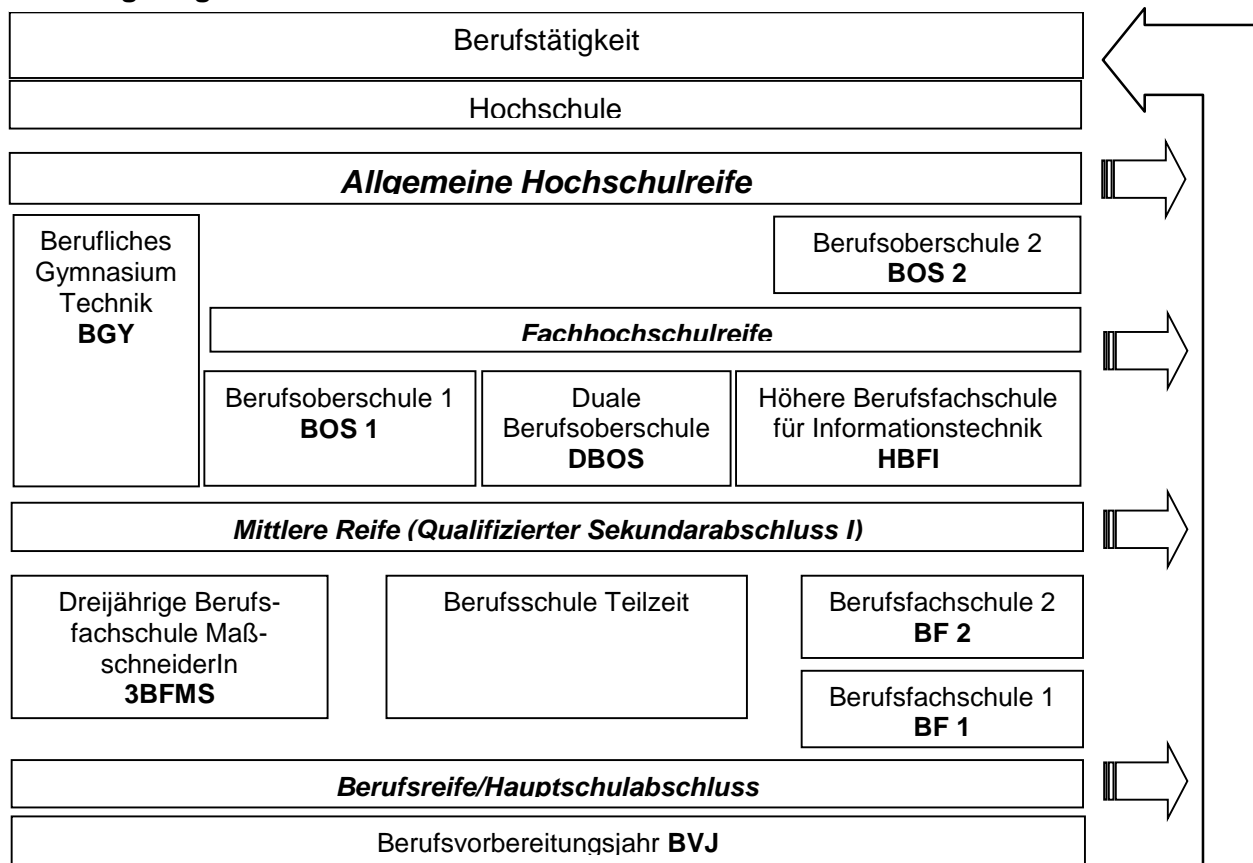 Berufstätigkeit
Hochschule
Allgemeine Hochschulreife
Berufliches
Gymnasium
Technik
BGY
Berufsoberschule 2
BOS 2
Fachhochschulreife
Berufsoberschule 1
BOS 1
Duale
Berufsoberschule
DBOS
Höhere Berufsfachschule
für Informationstechnik
HBFI
Mittlere Reife (Qualifizierter Sekundarabschluss I)
Dreijährige Berufs-
fachschule Maß-
schneiderIn
3BFMS
Berufsschule Teilzeit
Berufsfachschule 2
BF 2
Berufsfachschule 1
BF 1
Berufsreife/Hauptschulabschluss
Berufsvorbereitungsjahr BVJ